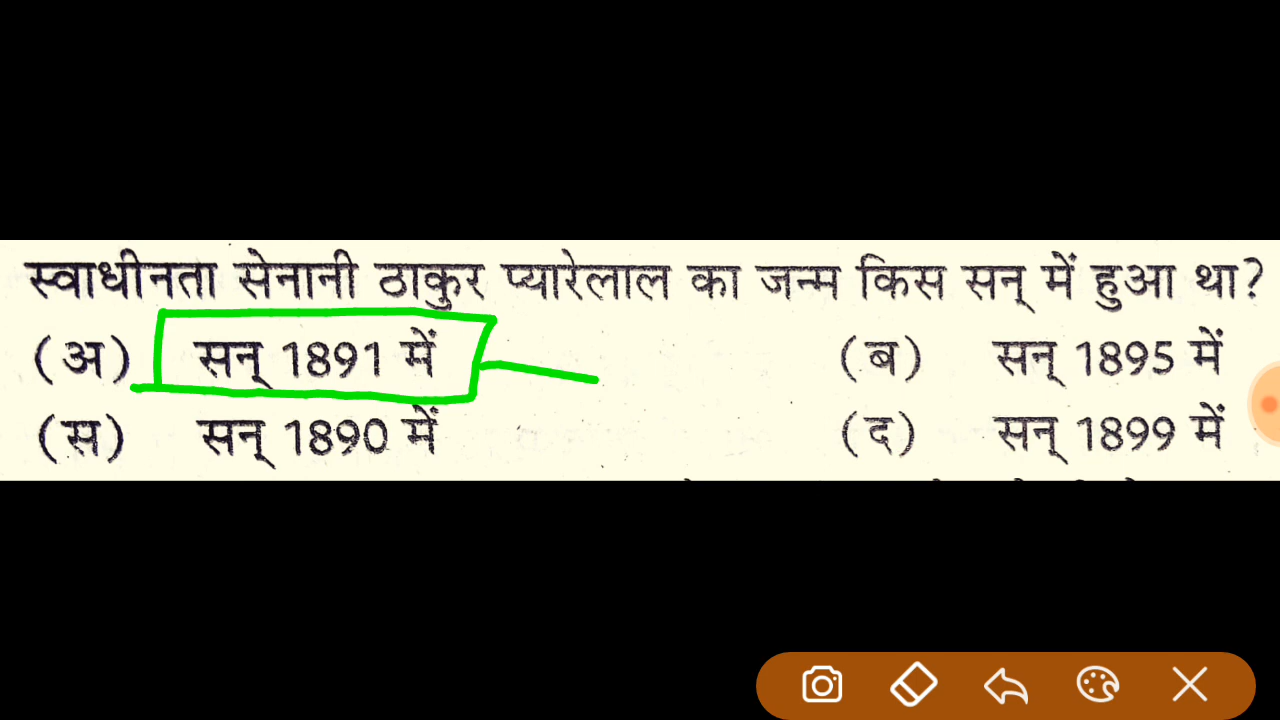 स्वाधीनता सेनानी ठाकुर प्यारेलाल का जन्म किस सन् में हुआ था?
(अ) सन् 1891 में (ब) सन् 1895 में
(स) सन् 1890 में (द) सन् 1899 में